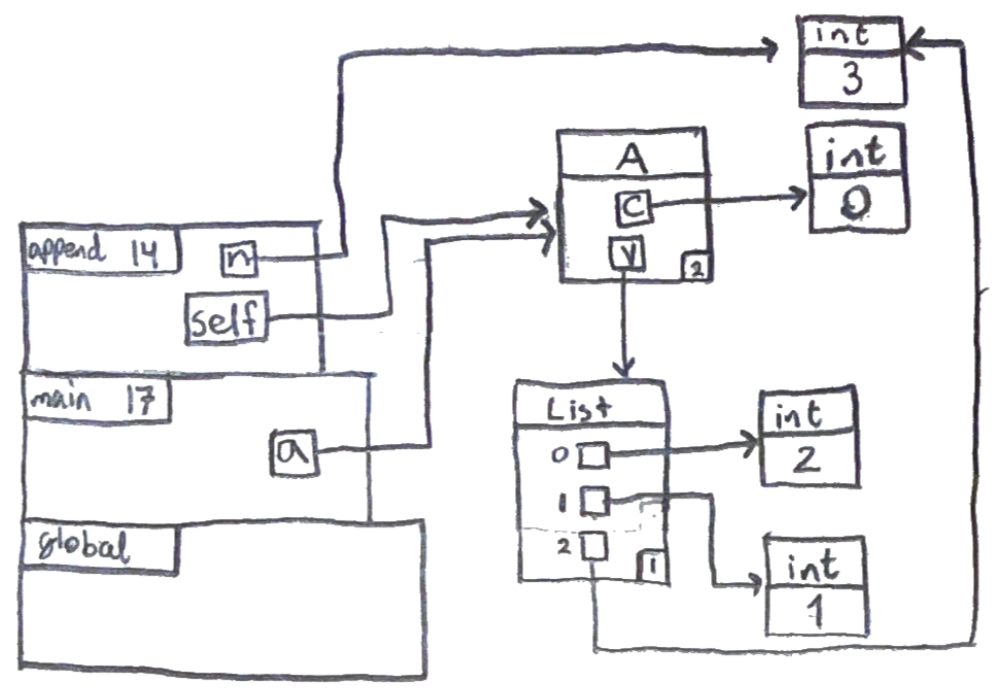 int
3
A
int
0
c
v
2
append 14
n
self
main 17
a
global
List
0
1
2
1
int
2
int
1